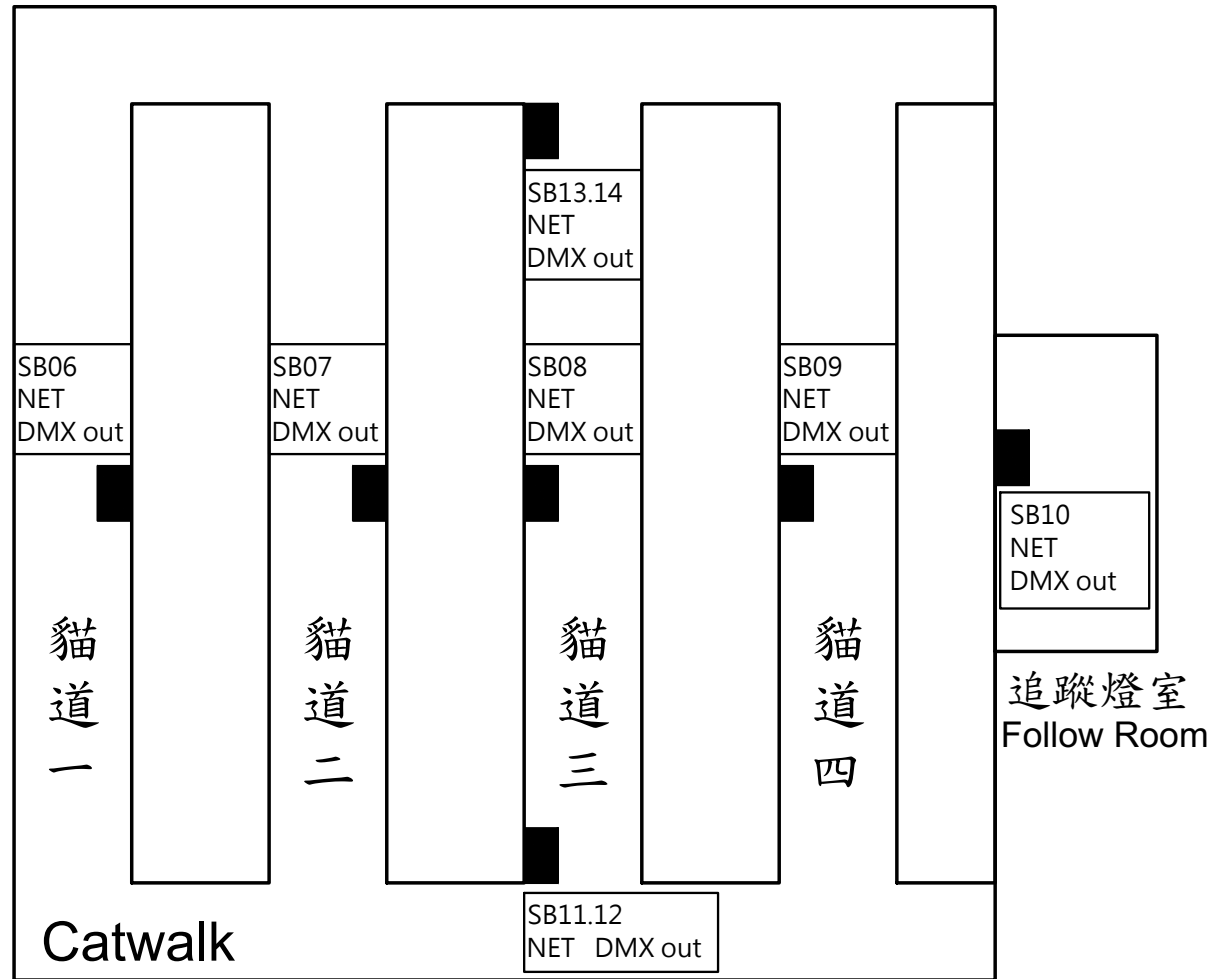 SB13.14
NET
DMX out
SB06
NET
DMX out
SB07
NET
DMX out
SB08
NET
DMX out
SB09
NET
DMX out
SB10
NET
DMX out
貓道一
貓道二
貓道三
貓道四
追蹤燈室
Follow Room
SB11.12
NET DMX out
Catwalk